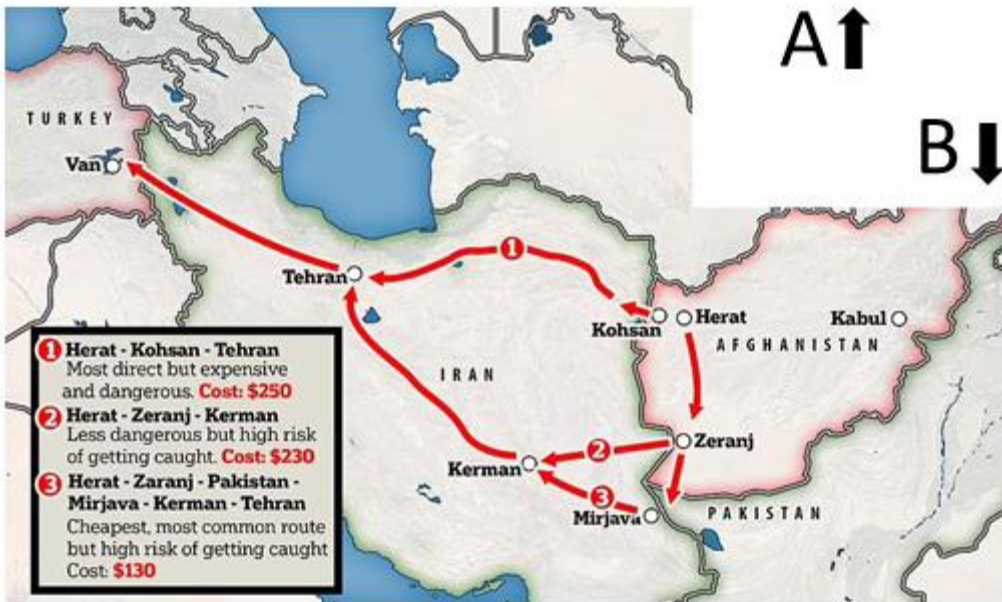 A
B
TURKEY
Van
Tehran
1
Kohsan
Herat
Kabul
AFGHANISTAN
IRAN
Zeranj
2
Kerman
3
Mirjava
PAKISTAN
1 Herat - Kohsan - Tehran
Most direct but expensive
and dangerous. Cost: $250
2 Herat - Zeranj - Kerman
Less dangerous but high risk
of getting caught. Cost: $230
3 Herat - Zaranj - Pakistan -
Mirjava - Kerman - Tehran
Cheapest, most common route
but high risk of getting caught
Cost: $130